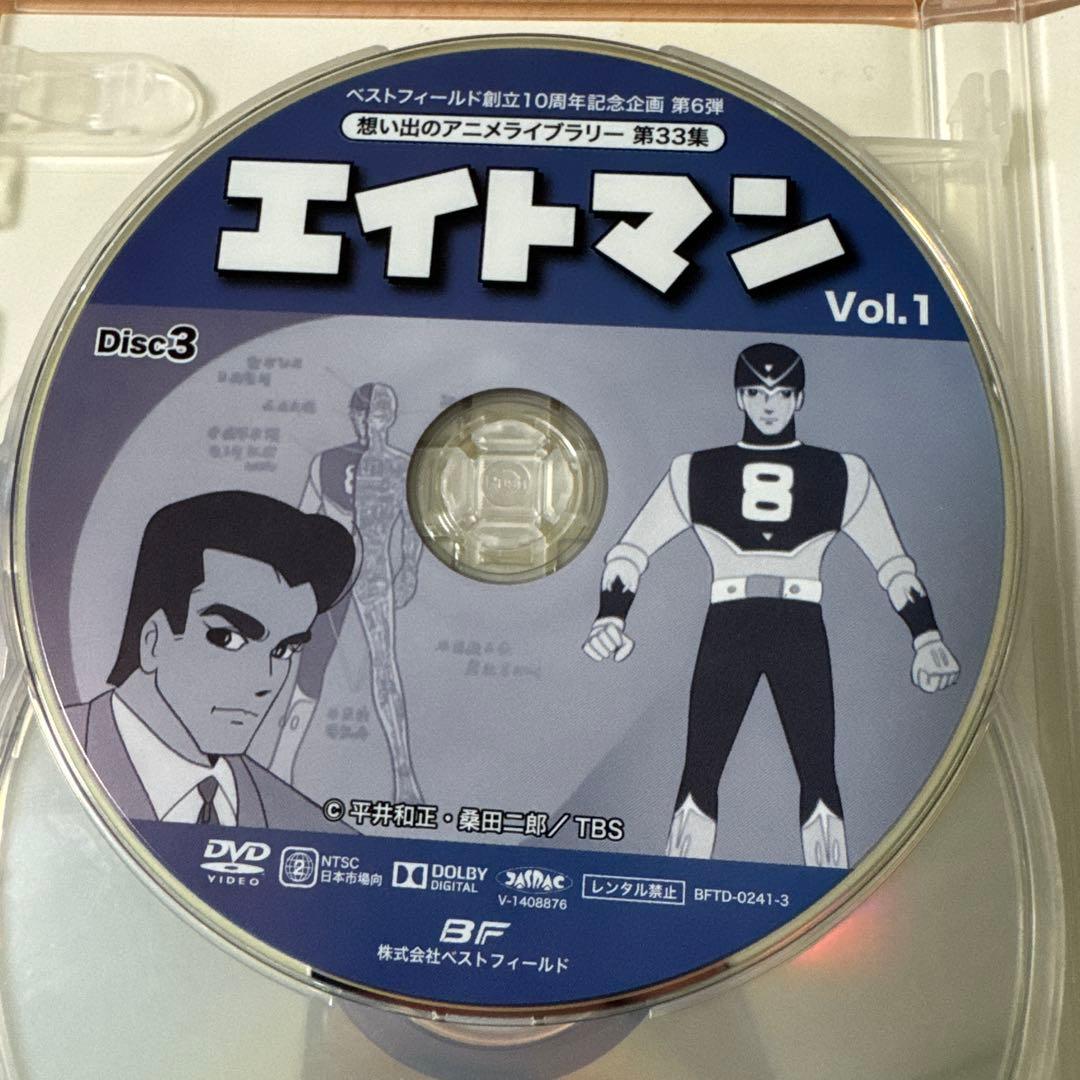 ベストフィールド創立10周年記念企画 第6弾
想い出のアニメライブラリー 第33集
エイトマン
Vol.1
Disc3
8
8
© 平井和正・桑田二郎/TBS
DVD
VIDEO
2
NTSC
日本市場向
DOLBY
DIGITAL
JASRAC
V-1408876
レンタル禁止
BFTD-0241-3
BF
株式会社ベストフィールド